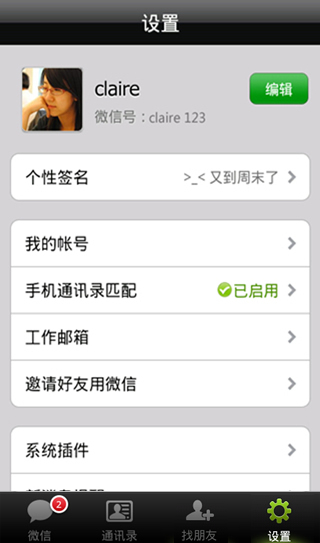 设置
claire
编辑
微信号：claire 123
个性签名 >_< 又到周末了
我的帐号
手机通讯录匹配 已启用
工作邮箱
邀请好友用微信
系统插件
2
微信 通讯录 找朋友 设置